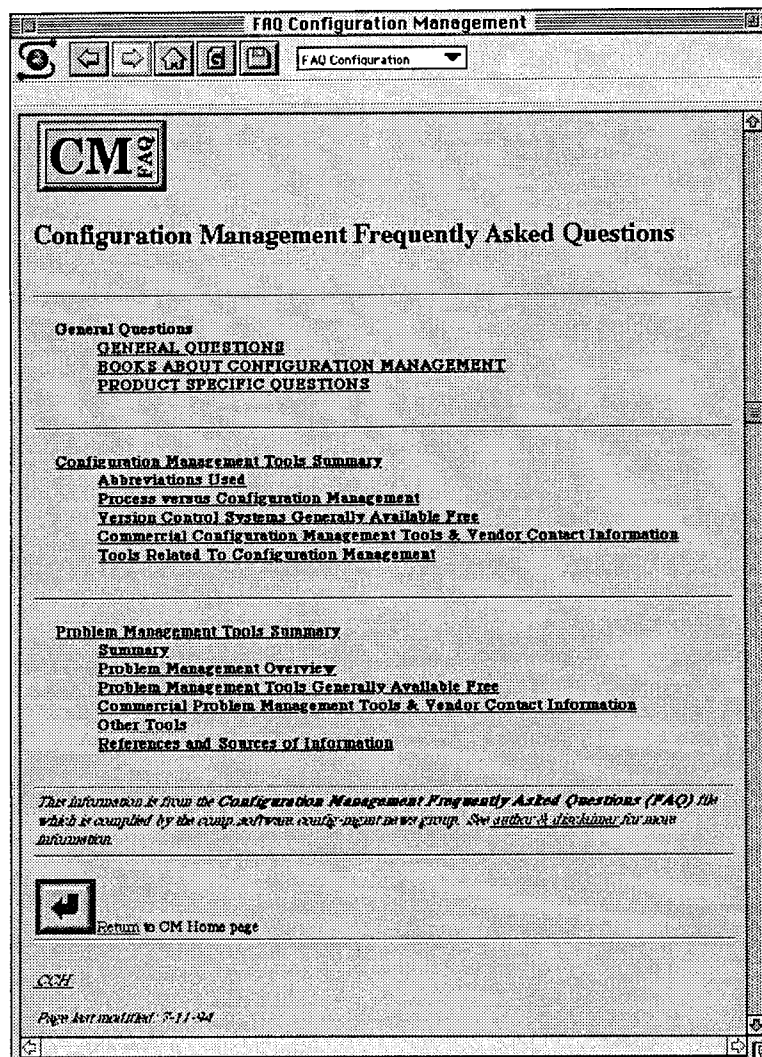 FAQ Configuration Management
FAQ Configuration
CM FAQ
Configuration Management Frequently Asked Questions
General Questions
GENERAL QUESTIONS
BOOKS ABOUT CONFIGURATION MANAGEMENT
PRODUCT SPECIFIC QUESTIONS
Configuration Management Tools Summary
Abbreviations Used
Process versus Configuration Management
Version Control Systems Generally Available Free
Commercial Configuration Management Tools & Vendor Contact Information
Tools Related To Configuration Management
Problem Management Tools Summary
Summary
Problem Management Overview
Problem Management Tools Generally Available Free
Commercial Problem Management Tools & Vendor Contact Information
Other Tools
References and Sources of Information
This information is from the Configuration Management Frequently Asked Questions (FAQ) file
which is compiled by the comp.software.config-mgmt news group. See author & disclaimer for more
information.
Return to CM Home page
CCH
Page last modified: 7-11-94